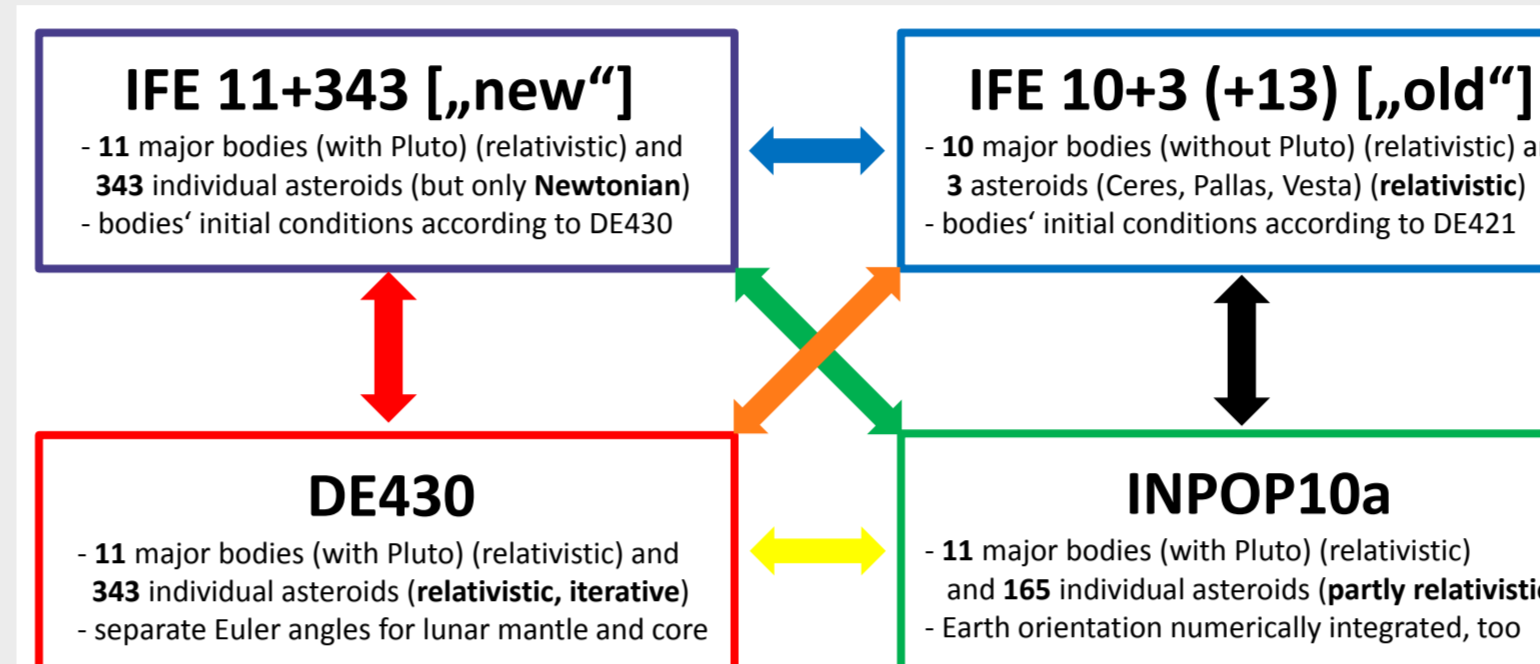 IFE 11+343 [„new“]
- 11 major bodies (with Pluto) (relativistic) and
343 individual asteroids (but only Newtonian)
- bodies‘ initial conditions according to DE430
IFE 10+3 (+13) [„old“]
- 10 major bodies (without Pluto) (relativistic)
3 asteroids (Ceres, Pallas, Vesta) (relativistic)
- bodies‘ initial conditions according to DE421
DE430
- 11 major bodies (with Pluto) (relativistic) and
343 individual asteroids (relativistic, iterative)
- separate Euler angles for lunar mantle and core
INPOP10a
- 11 major bodies (with Pluto) (relativistic)
and 165 individual asteroids (partly relativistic
- Earth orientation numerically integrated, too